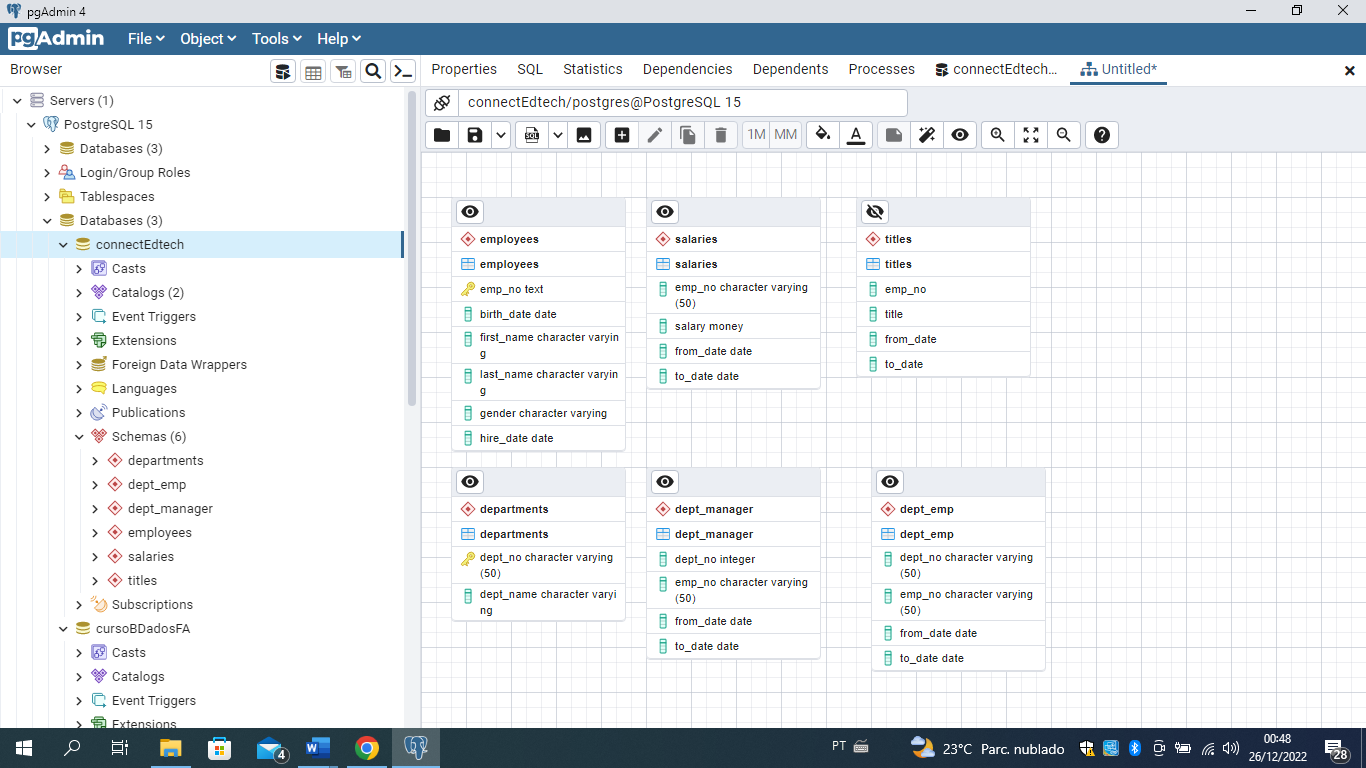 pgAdmin 4
pgAdmin
File
Object
Tools
Help
Browser
Properties
SQL
Statistics
Dependencies
Dependents
Processes
connectEdtech...
Untitled*
Servers (1)
PostgreSQL 15
Databases (3)
Login/Group Roles
Tablespaces
Databases (3)
connectEdtech
Casts
Catalogs (2)
Event Triggers
Extensions
Foreign Data Wrappers
Languages
Publications
Schemas (6)
departments
dept_emp
dept_manager
employees
salaries
titles
Subscriptions
cursoBDadosFA
Casts
Catalogs
Event Triggers
Extensions
connectEdtech/postgres@PostgreSQL 15
SQL
1M
MM
A
employees
employees
emp_no text
birth_date date
first_name character varyin
g
last_name character varyin
g
gender character varying
hire_date date
salaries
salaries
emp_no character varying
(50)
salary money
from_date date
to_date date
titles
titles
emp_no
title
from_date
to_date
departments
departments
dept_no character varying
(50)
dept_name character varyi
ng
dept_manager
dept_manager
dept_no integer
emp_no character varying
(50)
from_date date
to_date date
dept_emp
dept_emp
dept_no character varying
(50)
emp_no character varying
(50)
from_date date
to_date date
4
W
PT
23°C Parc. nublado
00:48
26/12/2022
28